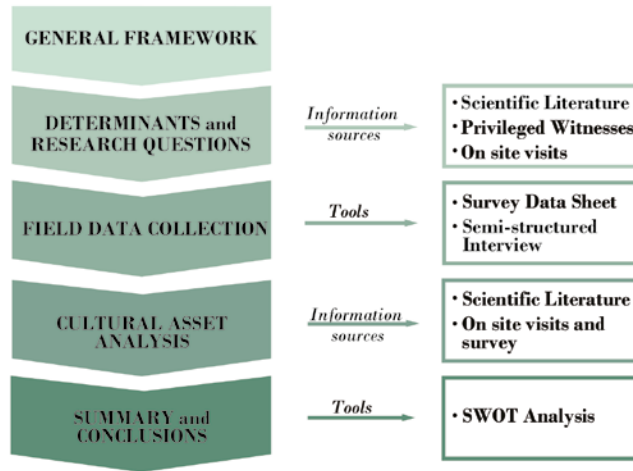 GENERAL FRAMEWORK
DETERMINANTS and
RESEARCH QUESTIONS
Information
sources
• Scientific Literature
• Privileged Witnesses
• On site visits
FIELD DATA COLLECTION
Tools
• Survey Data Sheet
• Semi-structured
Interview
CULTURAL ASSET
ANALYSIS
Information
sources
• Scientific Literature
• On site visits and
survey
SUMMARY and
CONCLUSIONS
Tools
• SWOT Analysis